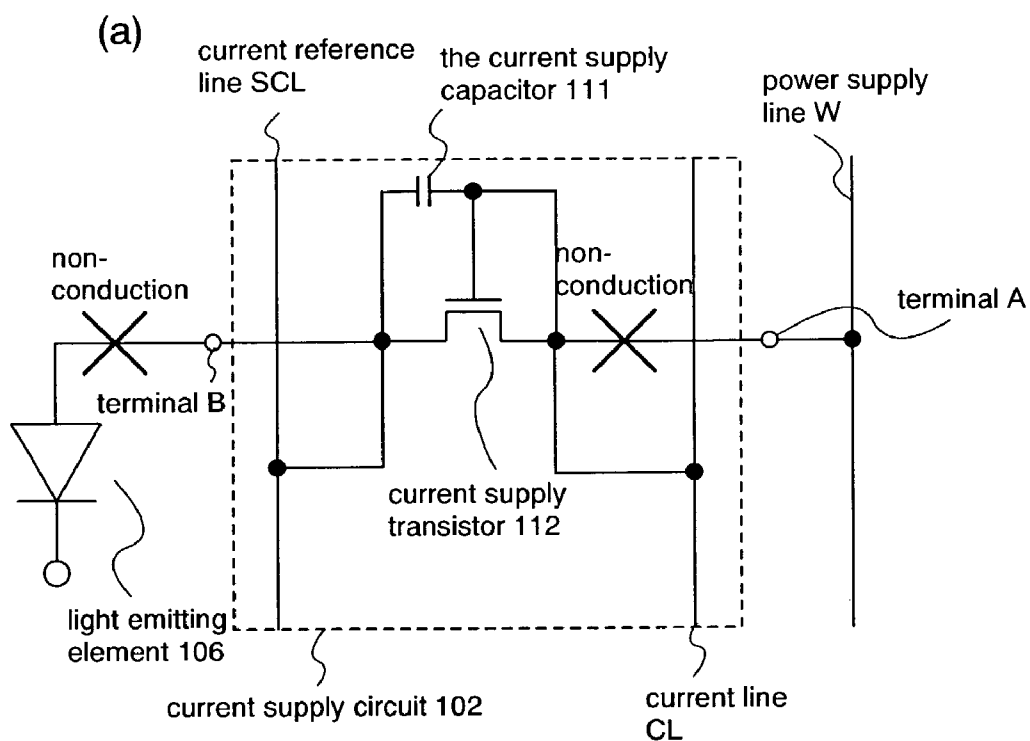 (a)
current reference
line SCL
the current supply
capacitor 111
power supply
line W
non-
conduction
non-
conduction
terminal A
terminal B
current supply
transistor 112
light emitting
element 106
current supply circuit 102
current line
CL